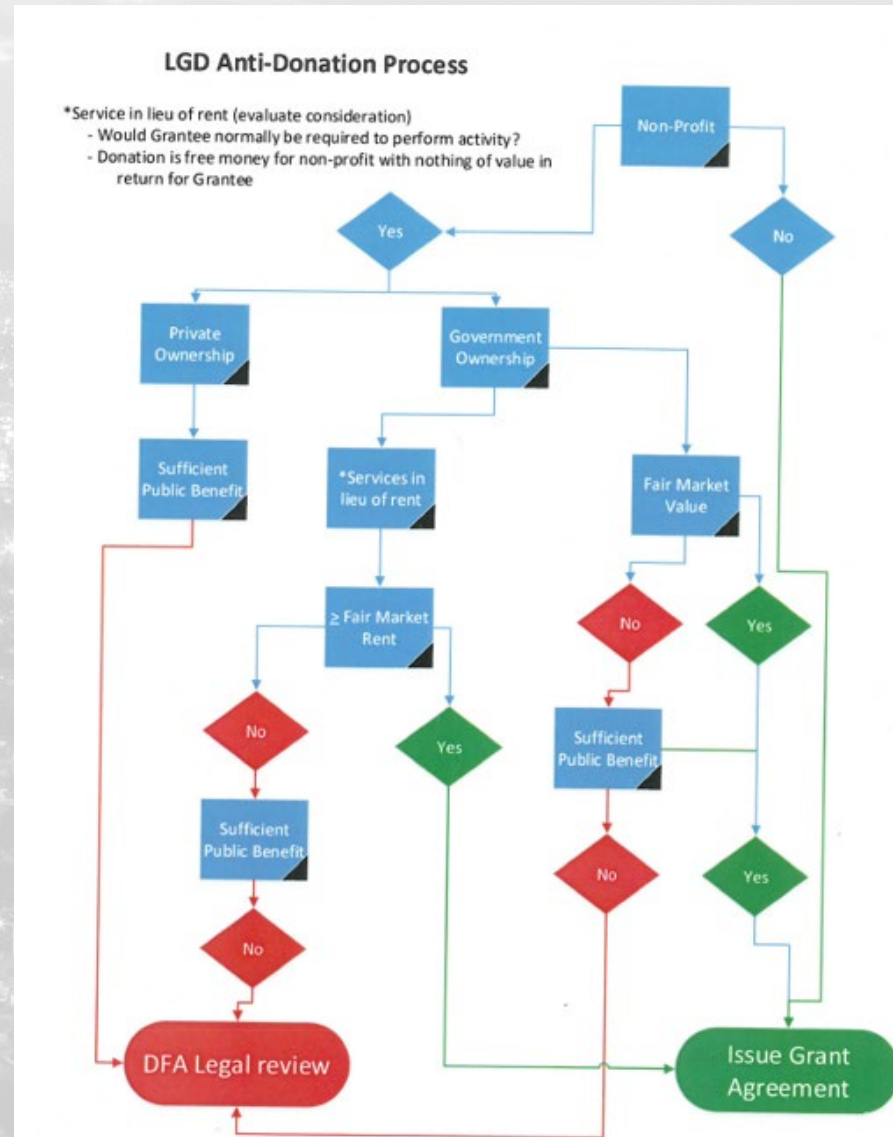 LGD Anti-Donation Process
*Service in lieu of rent (evaluate consideration)
- Would Grantee normally be required to perform activity?
- Donation is free money for non-profit with nothing of value in
return for Grantee
Non-Profit
Yes
No
Private
Ownership
Government
Ownership
Sufficient
Public Benefit
*Services in
lieu of rent
Fair Market
Value
≥ Fair Market
Rent
No
Yes
No
Yes
Sufficient
Public Benefit
Sufficient
Public Benefit
No
Yes
No
DFA Legal review
Issue Grant
Agreement